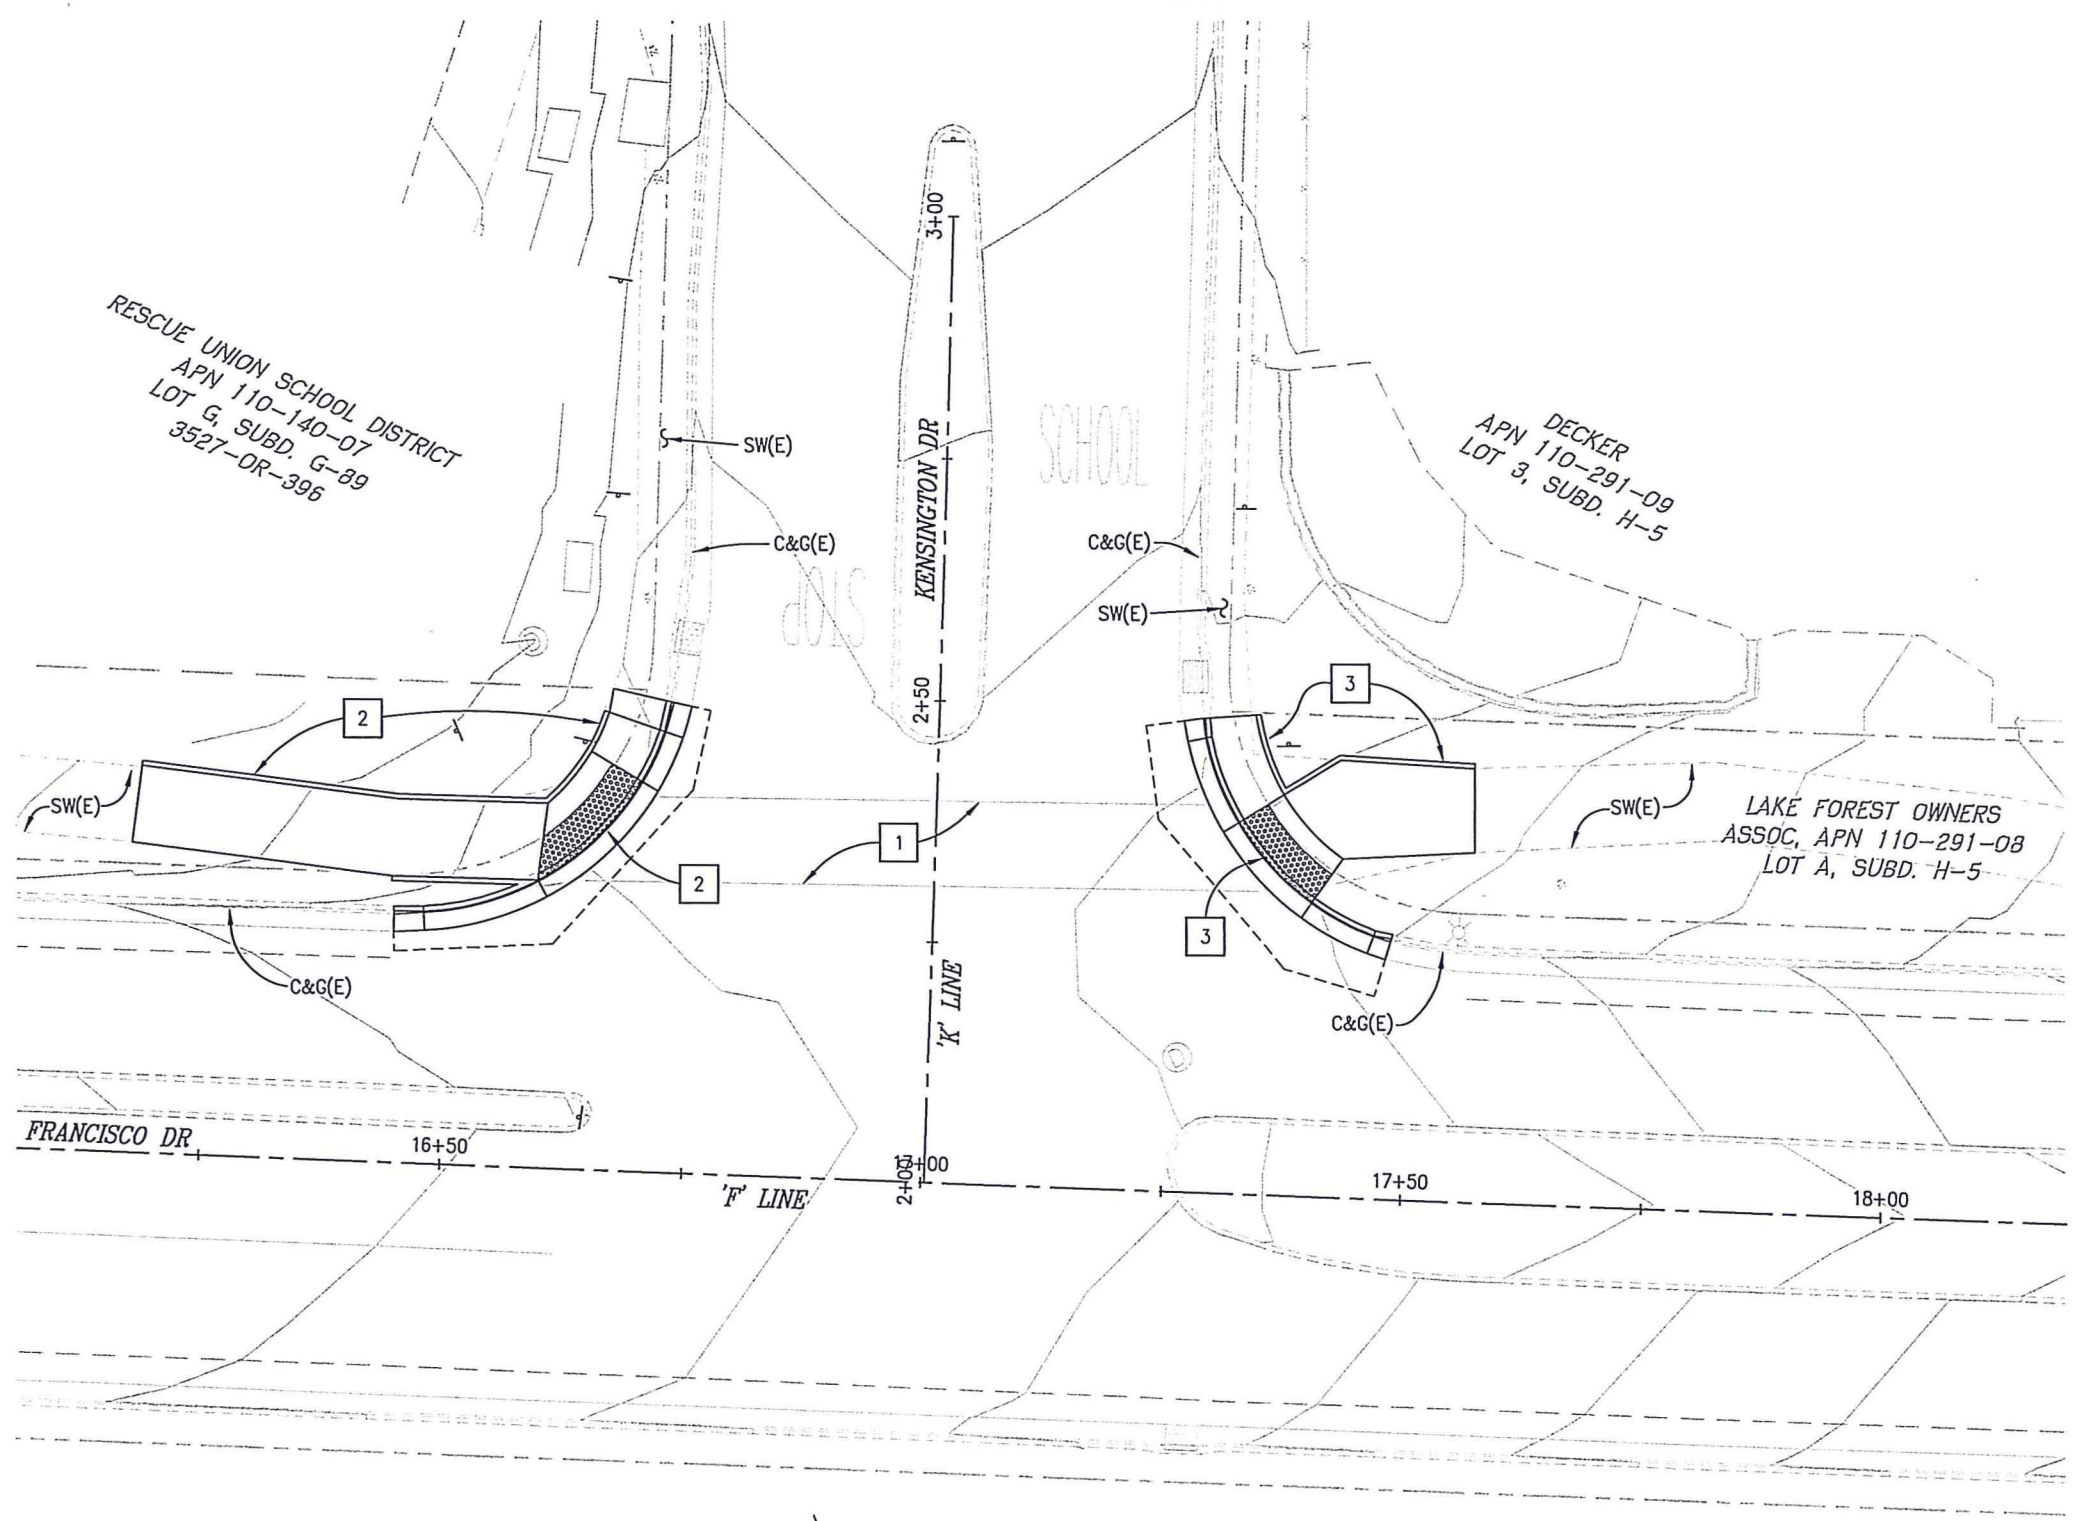 3+00
RESCUE UNION SCHOOL DISTRICT
APN 110-140-07
LOT G, SUBD. G-89
3527-OR-396
SW(E)
KENSINGTON DR
SCHOOL
DECKER
APN 110-291-09
LOT 3, SUBD. H-5
C&G(E)
C&G(E)
STOP
SW(E)
2+50
2
3
SW(E)
1
2
SW(E)
LAKE FOREST OWNERS
ASSOC, APN 110-291-08
LOT A, SUBD. H-5
3
C&G(E)
'K' LINE
C&G(E)
D
FRANCISCO DR
16+50
17+00
2+00
'F' LINE
17+50
18+00